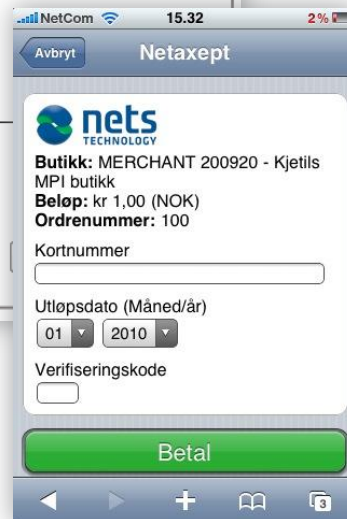 NetCom 15.32 2%
Avbryt Netaxept
nets
TECHNOLOGY
Butikk: MERCHANT 200920 - Kjetils
MPI butikk
Beløp: kr 1,00 (NOK)
Ordrenummer: 100
Kortnummer
Utløpsdato (Måned/år)
01 2010
Verifiseringskode
Betal
3